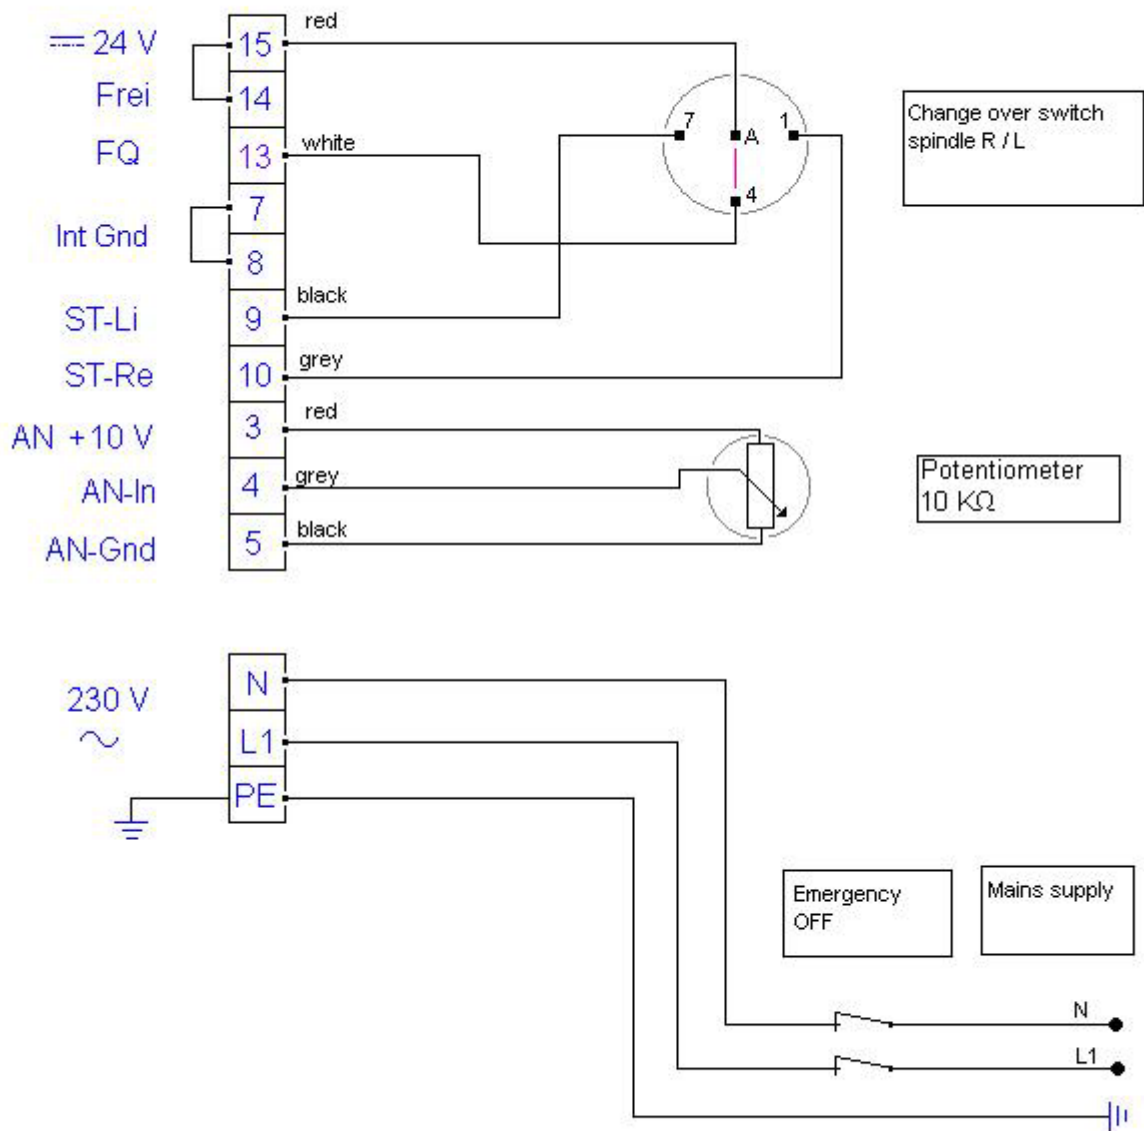 red
24 V
15
Frei
14
FQ
13
white
7
A
1
4
Change over switch
spindle R / L
7
Int Gnd
8
black
ST-Li
9
grey
ST-Re
10
red
AN +10 V
3
grey
AN-In
4
black
AN-Gnd
5
Potentiometer
10 KΩ
230 V
N
L1
PE
Emergency
OFF
Mains supply
N
L1